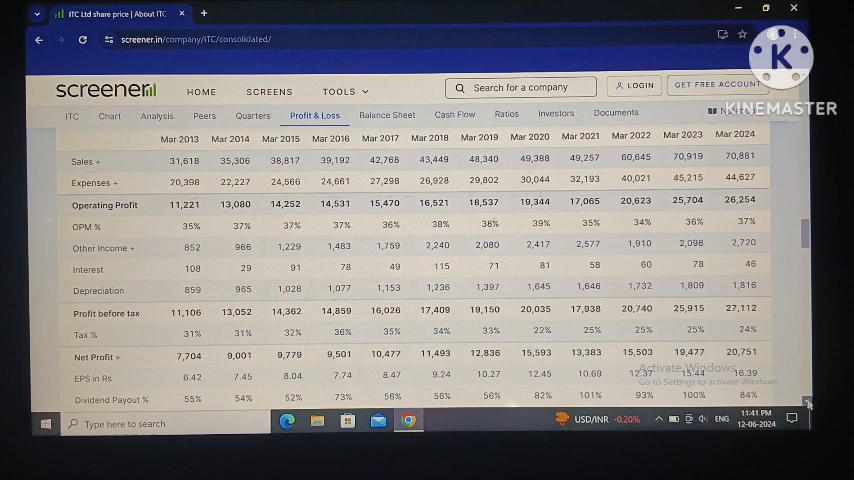 ITC Ltd share price | About ITC
screener.in/company/ITC/consolidated/
K
KINEMASTER
screener
HOME
SCREENS
TOOLS
Search for a company
LOGIN
GET FREE ACCOUNT
ITC Chart Analysis Peers Quarters Profit & Loss Balance Sheet Cash Flow Ratios Investors Documents
Mar 2013 Mar 2014 Mar 2015 Mar 2016 Mar 2017 Mar 2018 Mar 2019 Mar 2020 Mar 2021 Mar 2022 Mar 2023 Mar 2024
Sales + 31,618 35,306 38,817 39,192 42,768 43,449 48,340 49,388 49,257 60,645 70,919 70,881
Expenses + 20,398 22,227 24,566 24,661 27,298 26,928 29,802 30,044 32,193 40,021 45,215 44,627
Operating Profit 11,221 13,080 14,252 14,531 15,470 16,521 18,537 19,344 17,065 20,623 25,704 26,254
OPM % 35% 37% 37% 37% 36% 38% 38% 39% 35% 34% 36% 37%
Other Income + 852 966 1,229 1,483 1,759 2,240 2,080 2,417 2,577 1,910 2,098 2,720
Interest 108 29 91 78 49 115 71 81 58 60 78 46
Depreciation 859 965 1,028 1,077 1,153 1,236 1,397 1,645 1,646 1,732 1,809 1,816
Profit before tax 11,106 13,052 14,362 14,859 16,026 17,409 19,150 20,035 17,938 20,740 25,915 27,112
Tax % 31% 31% 32% 36% 35% 34% 33% 22% 25% 25% 25% 24%
Net Profit + 7,704 9,001 9,779 9,501 10,477 11,493 12,836 15,593 13,383 15,503 19,477 20,751
EPS in Rs 6.42 7.45 8.04 7.74 8.47 9.24 10.27 12.45 10.69 12.37 15.44 16.39
Dividend Payout % 55% 54% 52% 73% 56% 56% 56% 82% 101% 93% 100% 84%
Activate Windows
Go to Settings to activate Windows.
Type here to search
USD/INR -0.20%
ENG
11:41 PM
12-06-2024